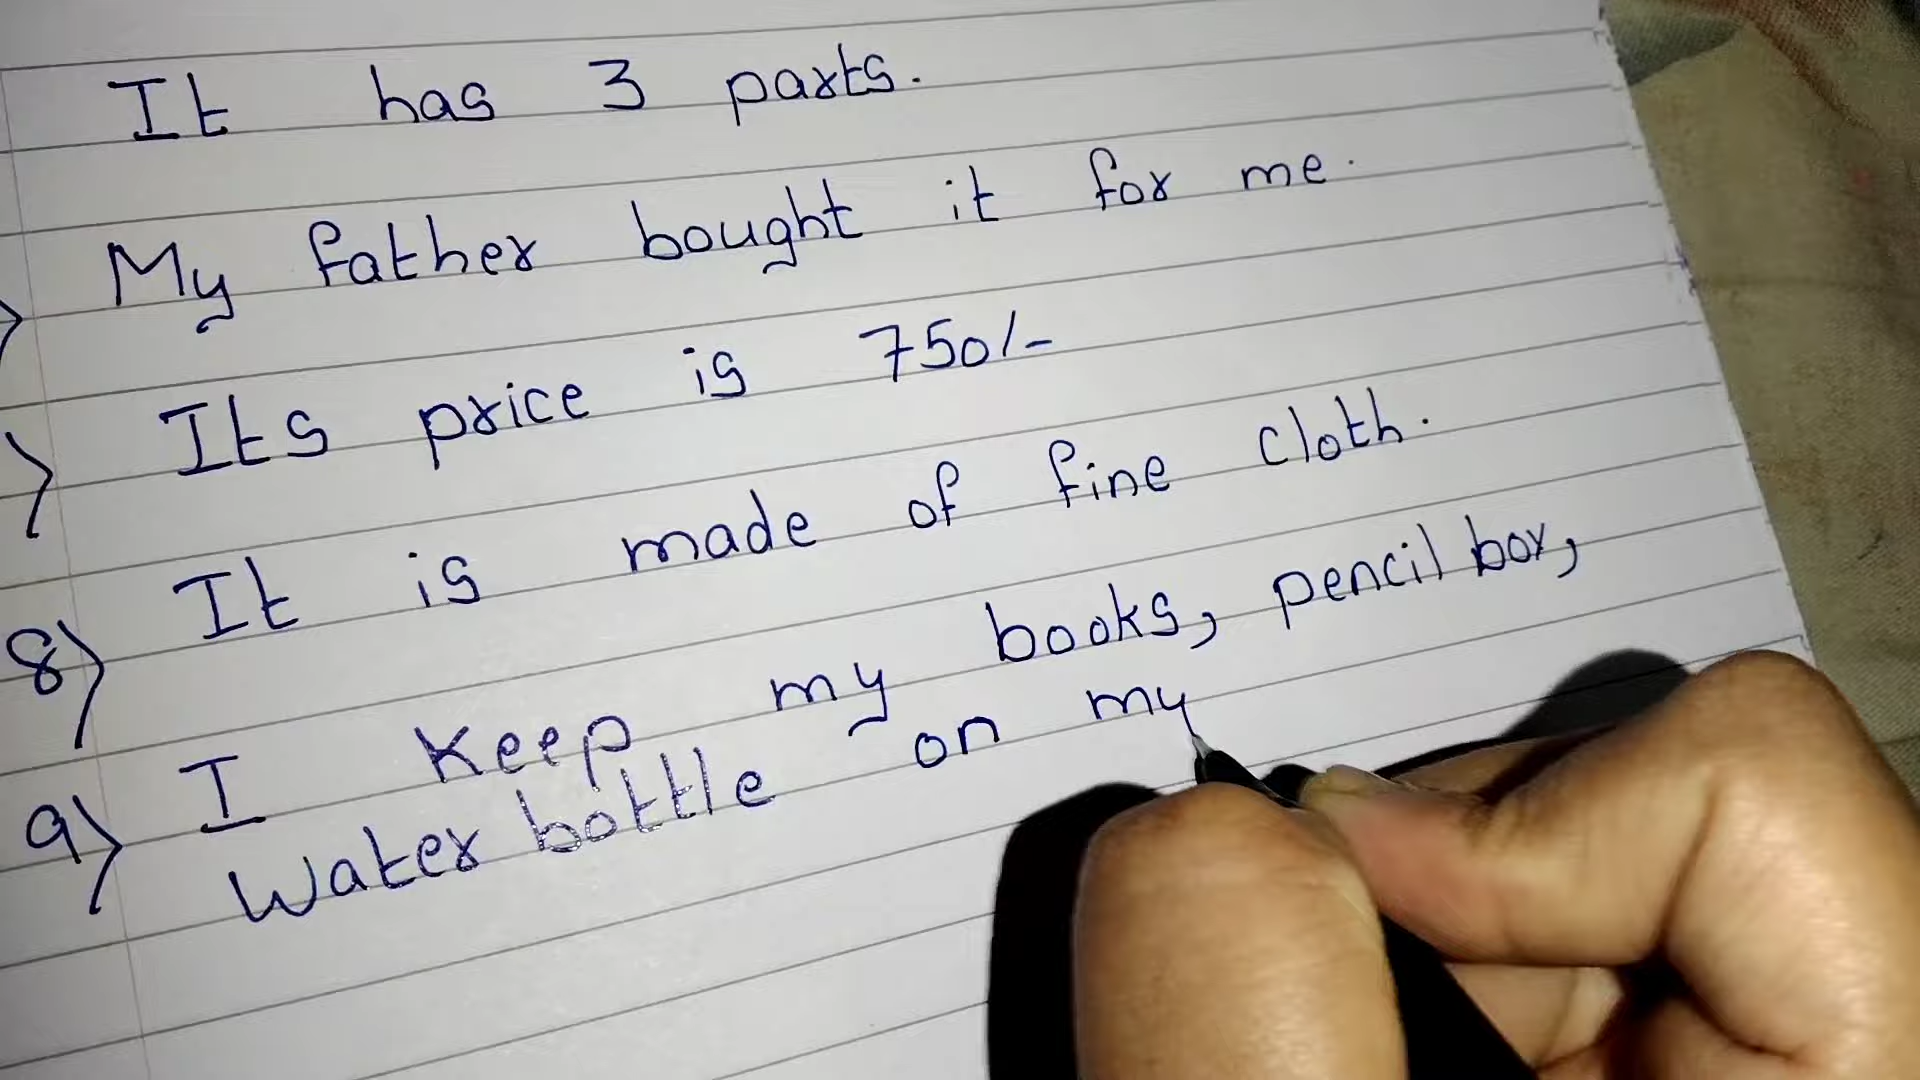 It has 3 parts.
My father bought it for me.
Its price is 750/-
It is made of fine cloth.
8) I keep my books, pencil box,
9) Water bottle on my